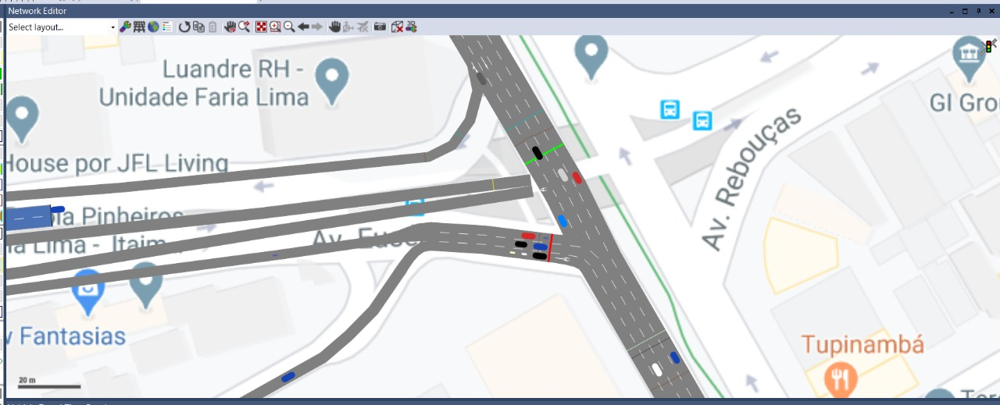 Network Editor
Select layout...
Luandre RH -
Unidade Faria Lima
GI Gro
House por JFL Living
Av. Rebouças
Pinheiros
Lima - Itaim
Av.
Fantasias
Tupinambá
20 m